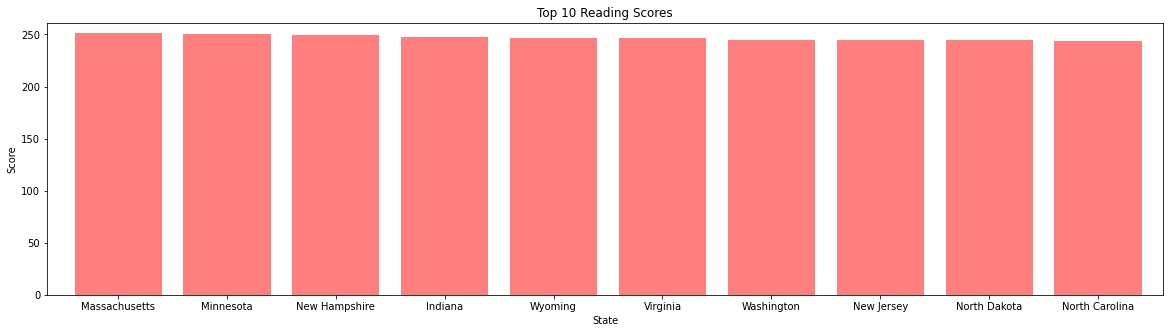 Top 10 Reading Scores
Score
250
200
150
100
50
0
Massachusetts Minnesota New Hampshire Indiana Wyoming Virginia Washington New Jersey North Dakota North Carolina
State